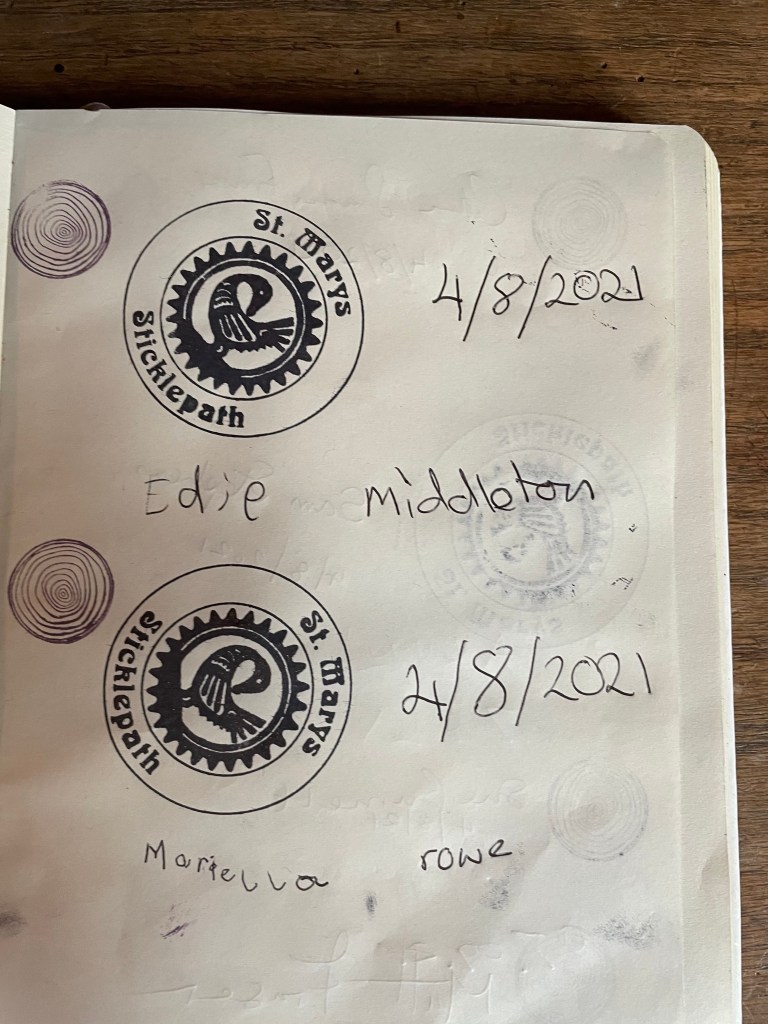 St. Marys
Sticklepath
4/8/2021
Edie middleton
St. Marys
Sticklepath
4/8/2021
Mariella rowe